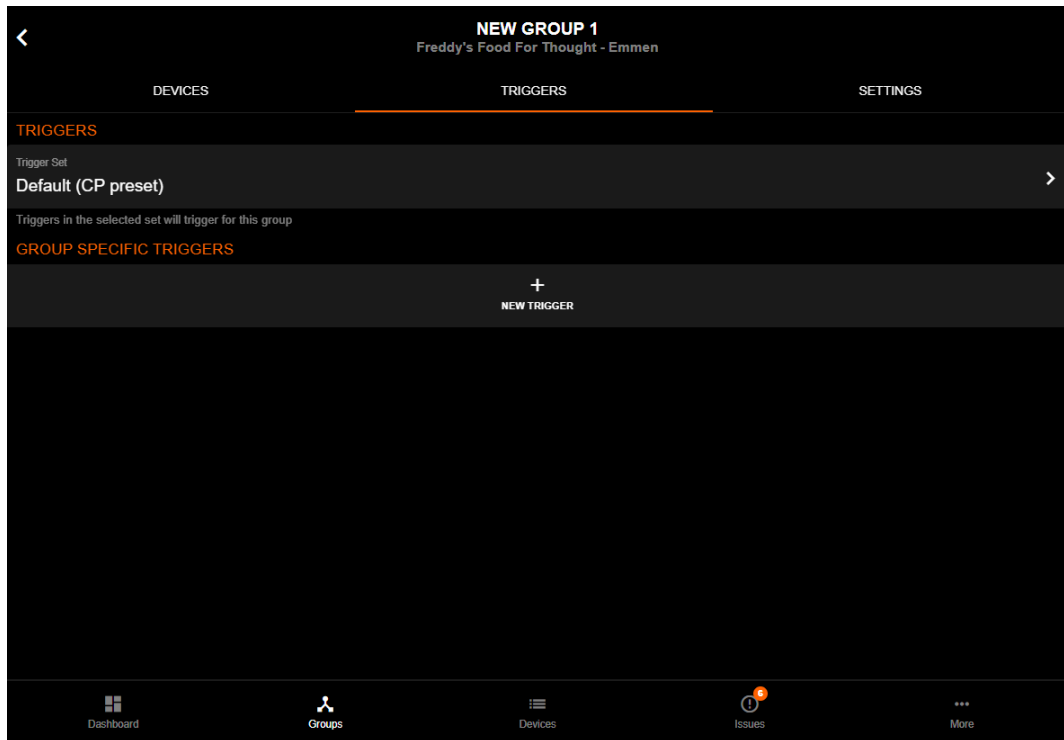 NEW GROUP 1
Freddy's Food For Thought - Emmen
DEVICES
TRIGGERS
SETTINGS
TRIGGERS
Trigger Set
Default (CP preset)
Triggers in the selected set will trigger for this group
GROUP SPECIFIC TRIGGERS
NEW TRIGGER
6
Dashboard
Groups
Devices
Issues
More